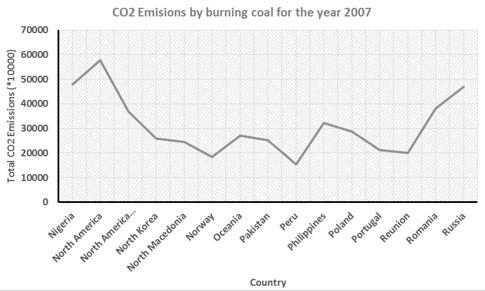 CO2 Emisions by burning coal for the year 2007
Total CO2 Emissions (*10000)
70000
60000
50000
40000
30000
20000
10000
0
Nigeria
North America
North America...
North Korea
North Macedonia
Norway
Oceania
Pakistan
Peru
Philippines
Poland
Portugal
Reunion
Romania
Russia
Country